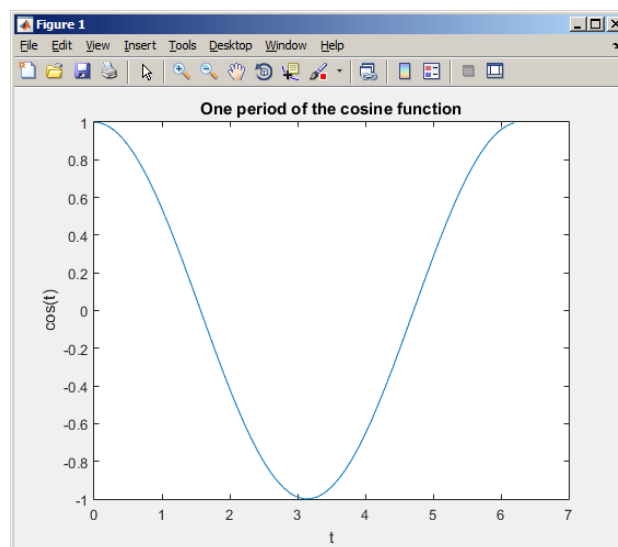 Figure 1
File Edit View Insert Tools Desktop Window Help
One period of the cosine function
1
0.8
0.6
0.4
0.2
0
-0.2
-0.4
-0.6
-0.8
-1
cos(t)
0 1 2 3 4 5 6 7
t